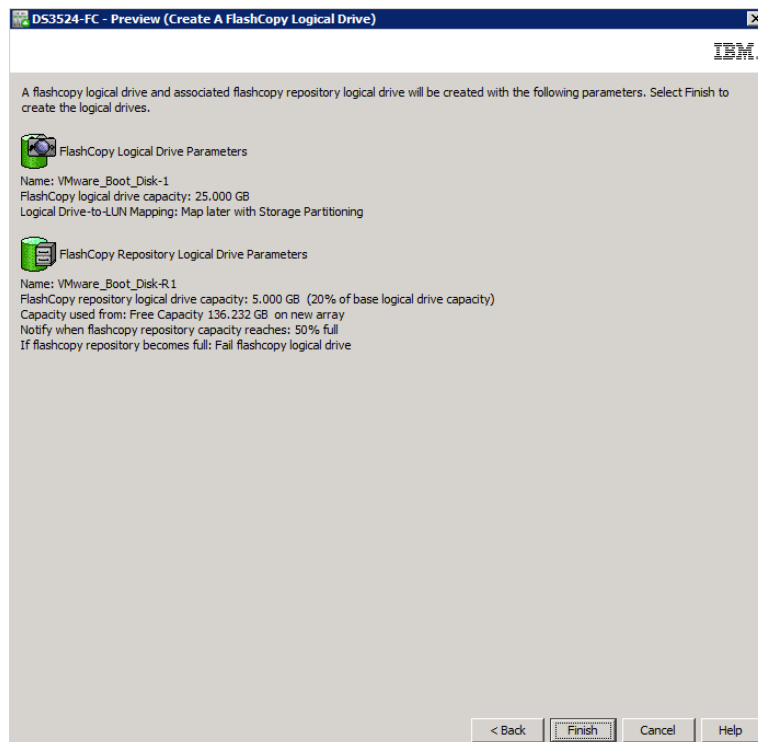 DS3524-FC - Preview (Create A FlashCopy Logical Drive)
IBM.
A flashcopy logical drive and associated flashcopy repository logical drive will be created with the following parameters. Select Finish to
create the logical drives.
FlashCopy Logical Drive Parameters
Name: VMware_Boot_Disk-1
FlashCopy logical drive capacity: 25.000 GB
Logical Drive-to-LUN Mapping: Map later with Storage Partitioning
FlashCopy Repository Logical Drive Parameters
Name: VMware_Boot_Disk-R1
FlashCopy repository logical drive capacity: 5.000 GB (20% of base logical drive capacity)
Capacity used from: Free Capacity 136.232 GB on new array
Notify when flashcopy repository capacity reaches: 50% full
If flashcopy repository becomes full: Fail flashcopy logical drive
< Back Finish Cancel Help